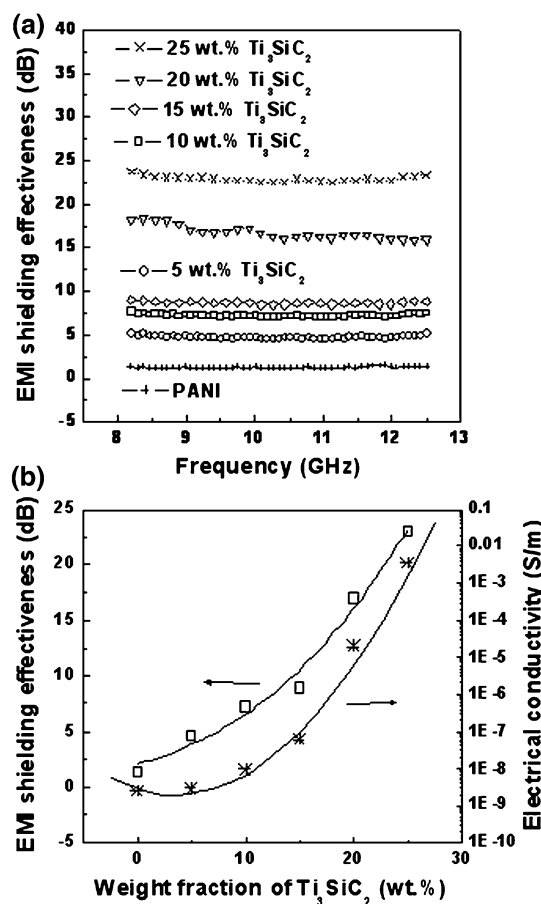 (a)
EMI shielding effectiveness (dB)
40
35
30
25
20
15
10
5
0
-5
25 wt.% Ti₃SiC₂
20 wt.% Ti₃SiC₂
15 wt.% Ti₃SiC₂
10 wt.% Ti₃SiC₂
5 wt.% Ti₃SiC₂
PANI
8 9 10 11 12 13
Frequency (GHz)
(b)
EMI shielding effectiveness (dB)
25
20
15
10
5
0
-5
0.1
0.01
1E-3
1E-4
1E-5
1E-6
1E-7
1E-8
1E-9
1E-10
Electrical conductivity (S/m)
0 10 20 30
Weight fraction of Ti₃SiC₂ (wt.%)